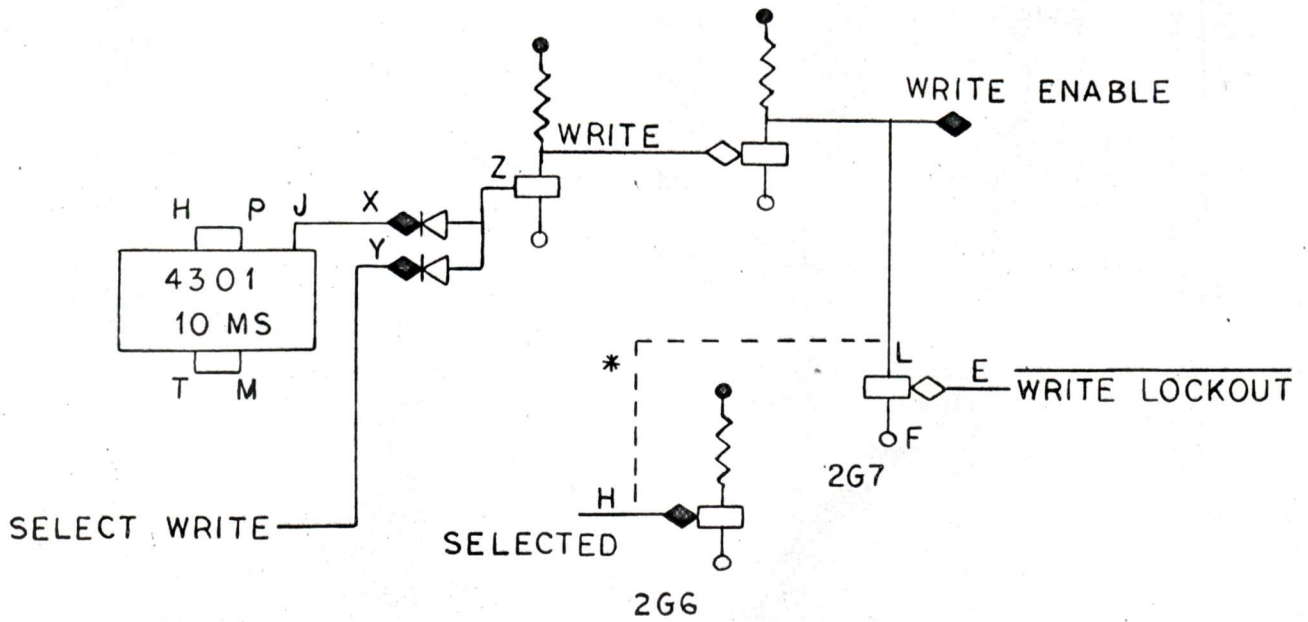 WRITE ENABLE
WRITE
Z
H P J X
Y
4301
10 MS
T M
*
L
E WRITE LOCKOUT
F
2G7
H
SELECT WRITE
SELECTED
2G6